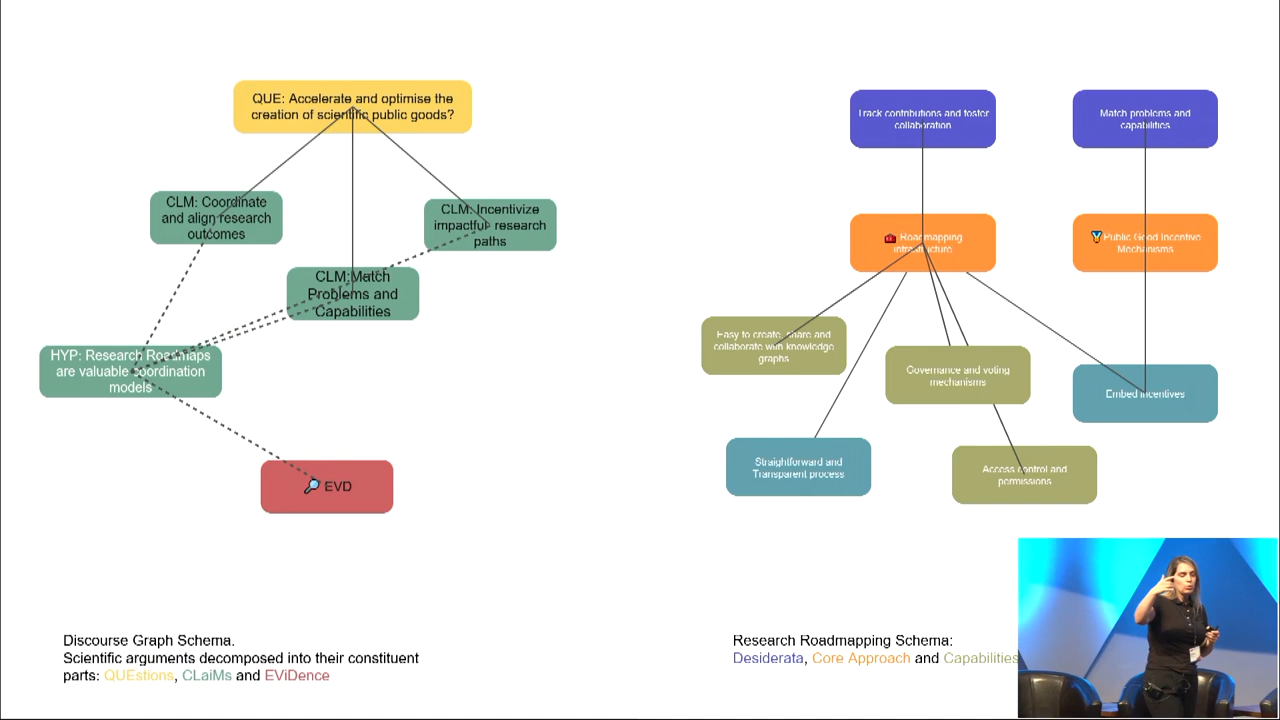 QUE: Accelerate and optimise the
creation of scientific public goods?
CLM: Coordinate
and align research
outcomes
CLM: Incentivize
impactful research
paths
CLM:Match
Problems and
Capabilities
HYP: Research Roadmaps
are valuable coordination
models
EVD
Discourse Graph Schema.
Scientific arguments decomposed into their constituent
parts: QUEstions, CLaiMs and EViDence
Track contributions and foster
collaboration
Match problems and
capabilities
Roadmapping
infrastructure
Public Good Incentive
Mechanisms
Easy to create, share and
collaborate with knowledge
graphs
Governance and voting
mechanisms
Embed incentives
Straightforward and
Transparent process
Access control and
permissions
Research Roadmapping Schema:
Desiderata, Core Approach and Capabilities